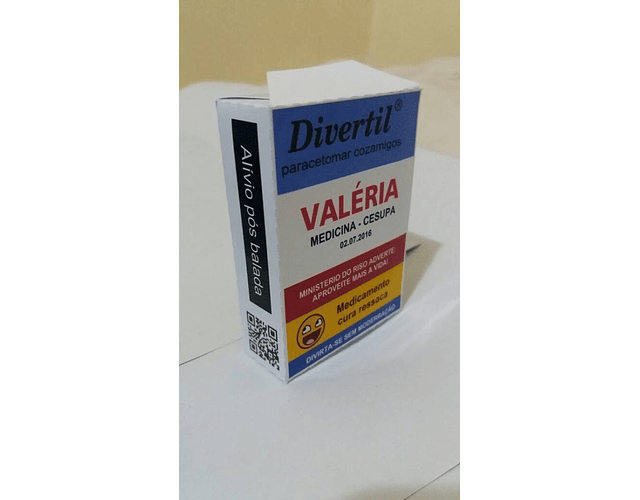 Divertil®
paracetomar cozamigos
VALÉRIA
MEDICINA - CESUPA
02.07.2016
MINISTERIO DO RISO ADVERTE:
APROVEITE MAIS A VIDA!
Medicamento
cura ressaca
DIVIRTA-SE SEM MODERAÇÃO
Alívio pós balada